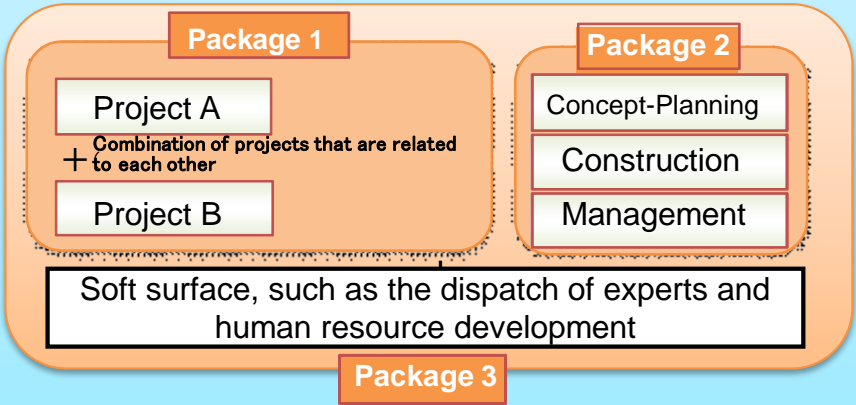 Package 1
Project A
+ Combination of projects that are related
to each other
Project B
Package 2
Concept-Planning
Construction
Management
Soft surface, such as the dispatch of experts and
human resource development
Package 3